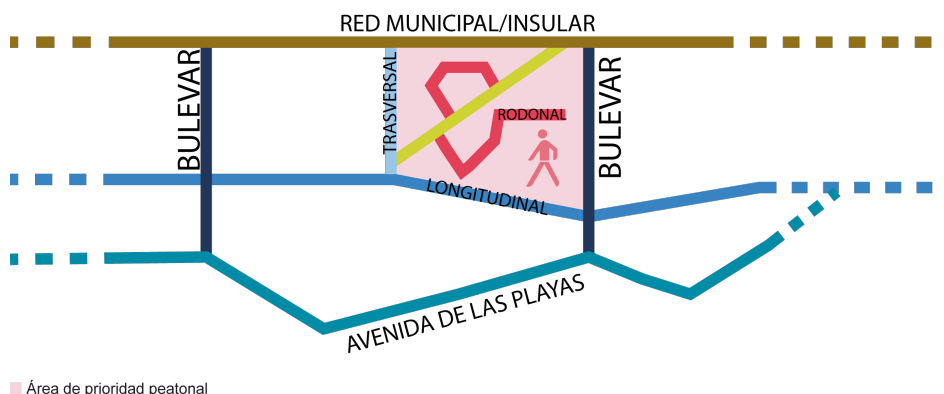 RED MUNICIPAL/INSULAR
BULEVAR
TRASVERSAL
RODONAL
BULEVAR
LONGITUDINAL
AVENIDA DE LAS PLAYAS
Área de prioridad peatonal